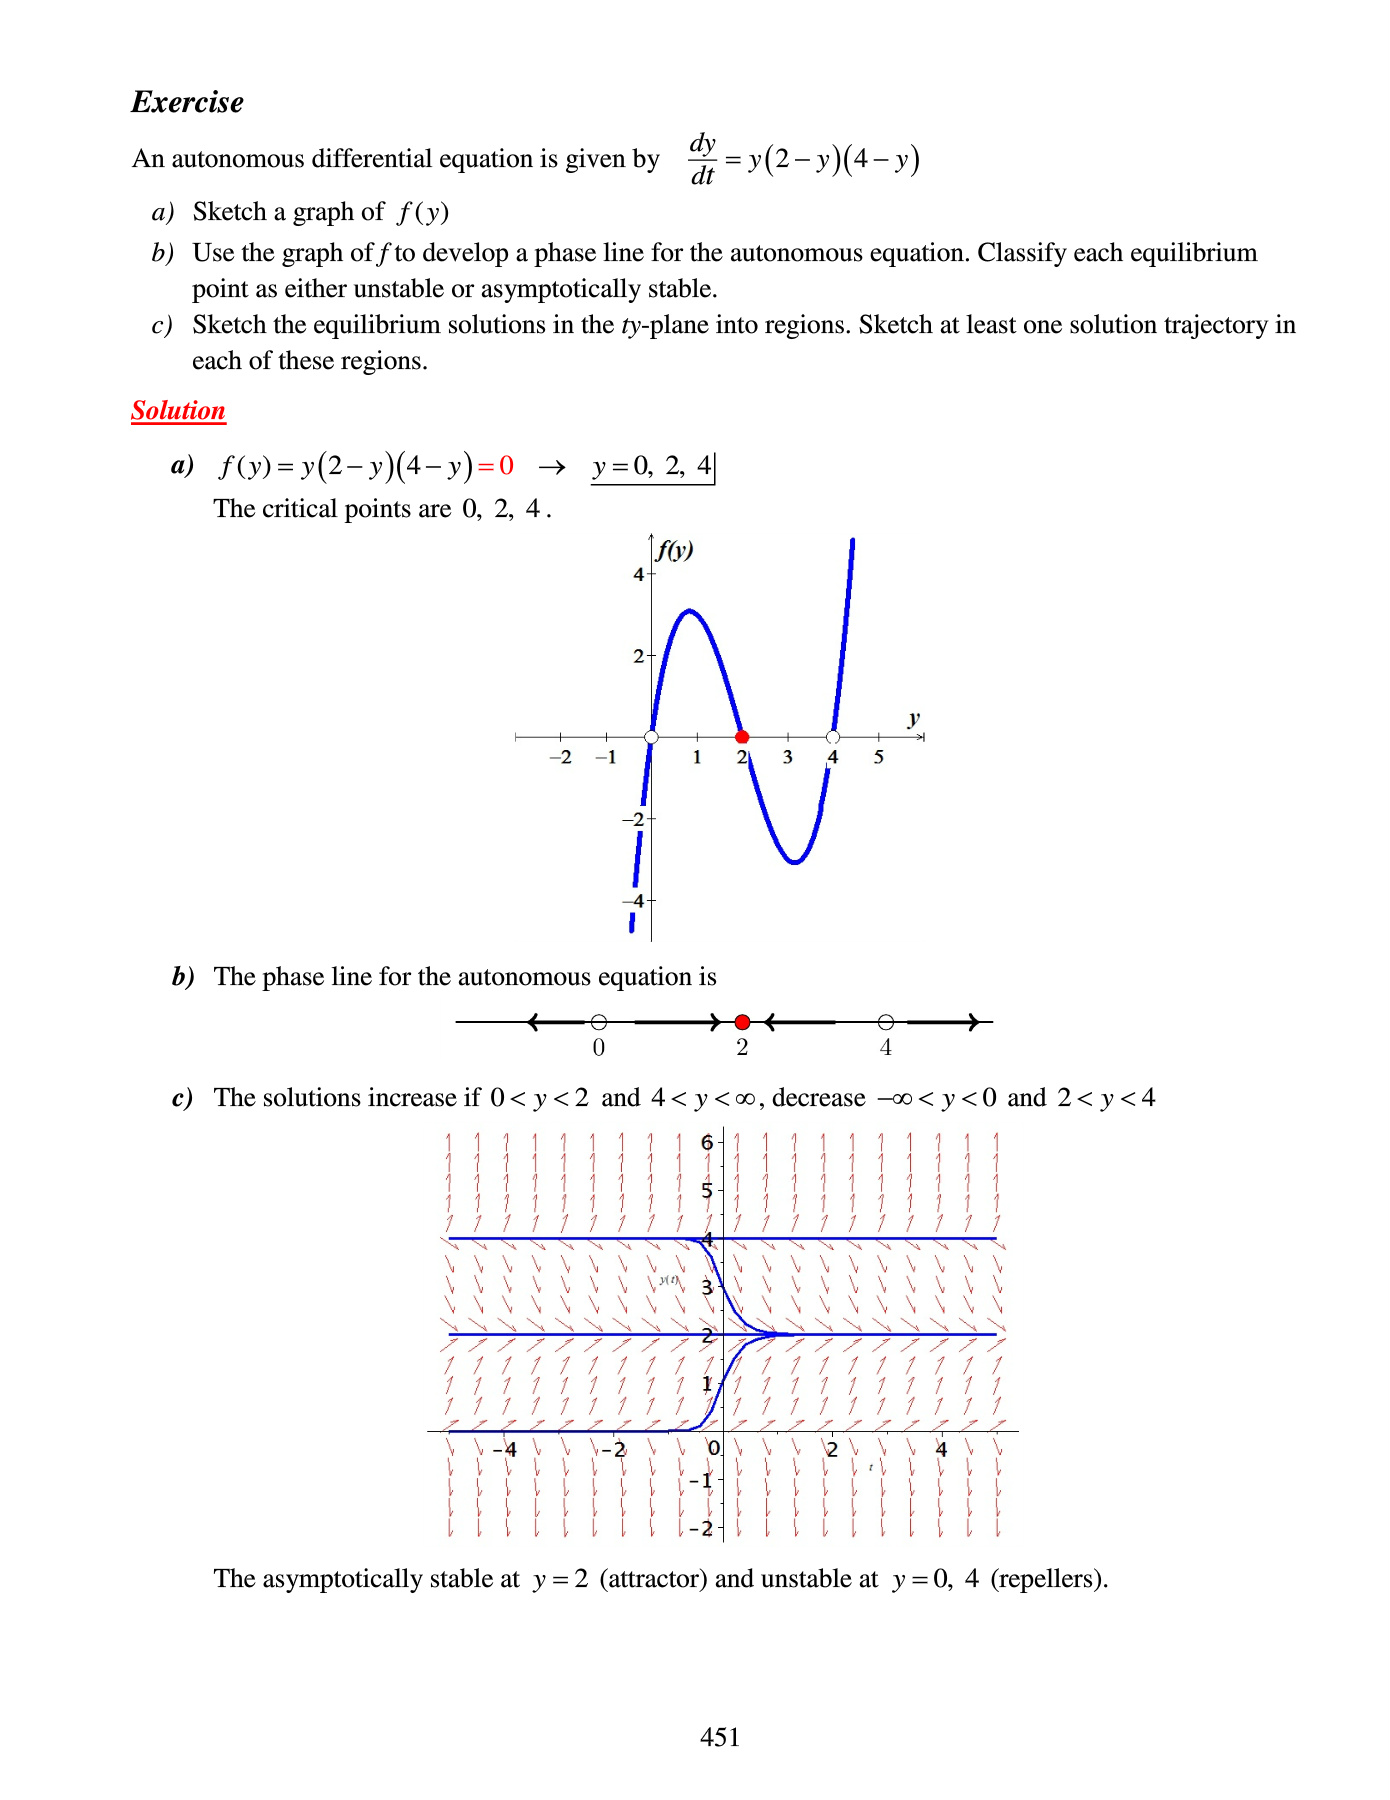 Exercise
An autonomous differential equation is given by dy/dt = y(2 − y)(4 − y)
a) Sketch a graph of f(y)
b) Use the graph of f to develop a phase line for the autonomous equation. Classify each equilibrium
point as either unstable or asymptotically stable.
c) Sketch the equilibrium solutions in the ty-plane into regions. Sketch at least one solution trajectory in
each of these regions.
Solution
a) f(y) = y(2 − y)(4 − y) = 0 → y = 0, 2, 4
The critical points are 0, 2, 4.
f(y)
4
2
y
−2 −1 1 2 3 4 5
−2
−4
b) The phase line for the autonomous equation is
0 2 4
c) The solutions increase if 0 < y < 2 and 4 < y < ∞, decrease −∞ < y < 0 and 2 < y < 4
6
5
4
y(t)
3
2
1
-4 -2 0 2 4
t
-1
-2
The asymptotically stable at y = 2 (attractor) and unstable at y = 0, 4 (repellers).
451